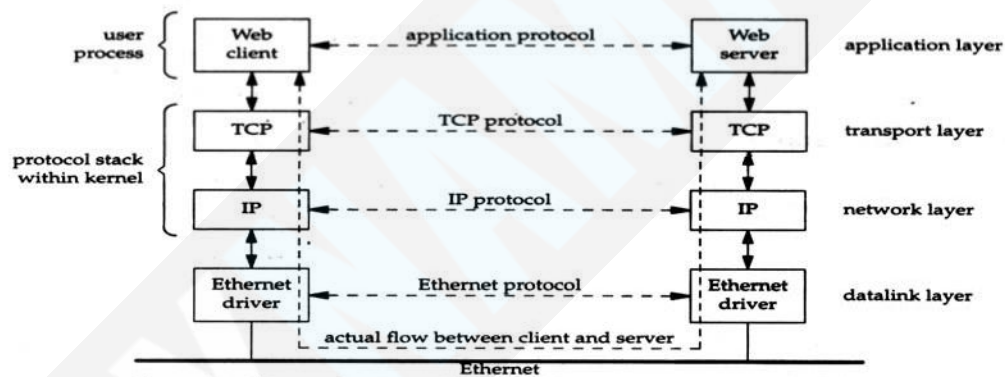 user
process
Web
client
application protocol
Web
server
application layer
protocol stack
within kernel
TCP
TCP protocol
TCP
transport layer
IP
IP protocol
IP
network layer
Ethernet
driver
Ethernet protocol
Ethernet
driver
datalink layer
actual flow between client and server
Ethernet